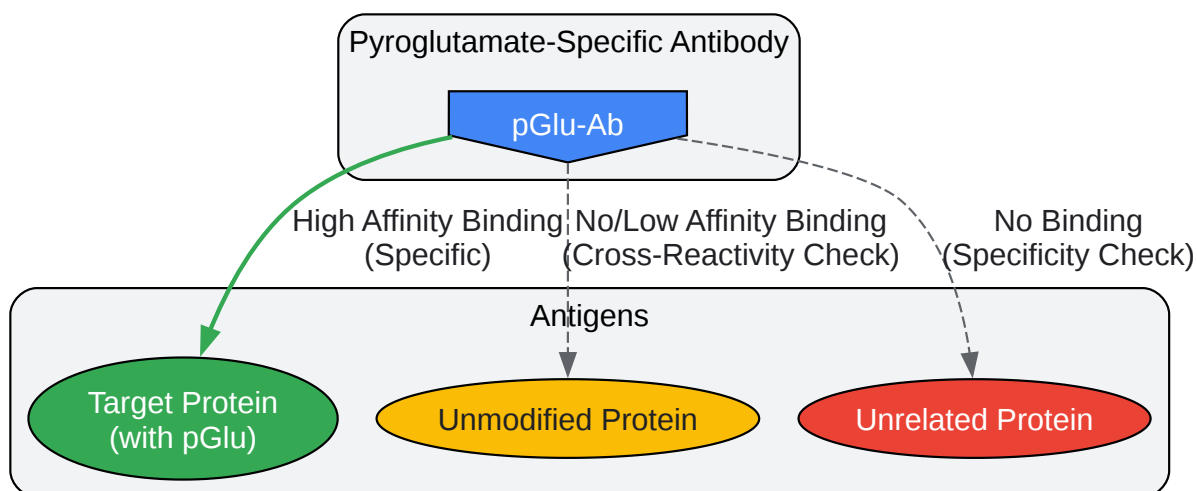 Pyroglutamate-Specific Antibody
pGlu-Ab
High Affinity Binding
(Specific)
No/Low Affinity Binding
(Cross-Reactivity Check)
No Binding
(Specificity Check)
Antigens
Target Protein
(with pGlu)
Unmodified Protein
Unrelated Protein